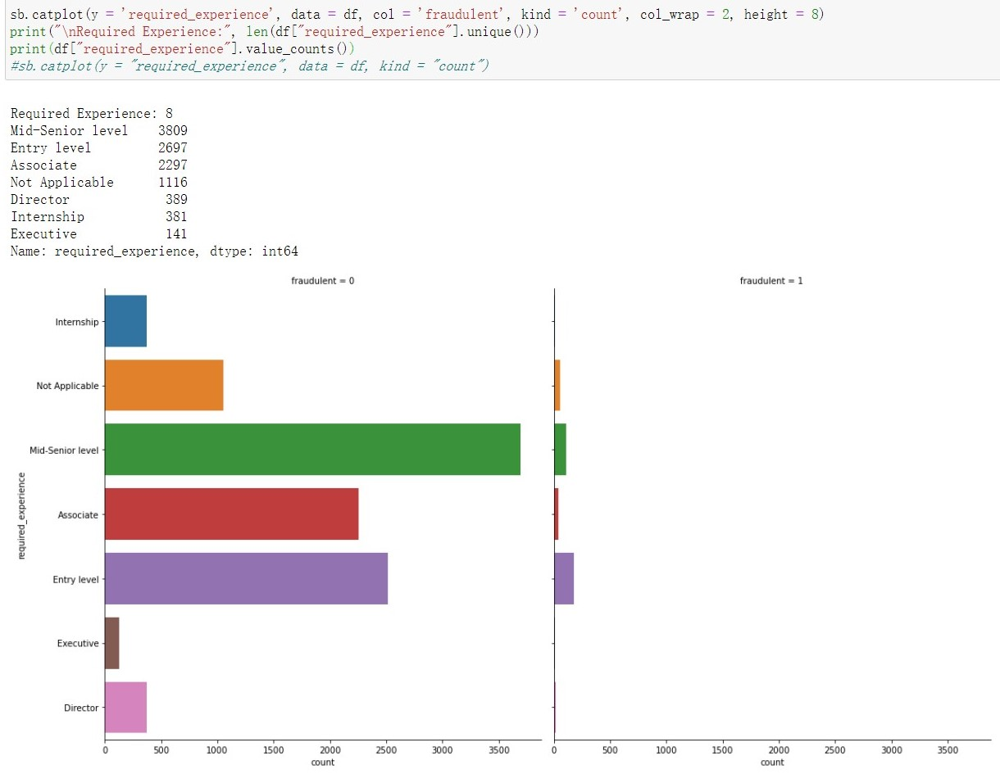 sb.catplot(y = 'required_experience', data = df, col = 'fraudulent', kind = 'count', col_wrap = 2, height = 8)
print("\nRequired Experience:", len(df["required_experience"].unique()))
print(df["required_experience"].value_counts())
#sb.catplot(y = "required_experience", data = df, kind = "count")
Required Experience: 8
Mid-Senior level 3809
Entry level 2697
Associate 2297
Not Applicable 1116
Director 389
Internship 381
Executive 141
Name: required_experience, dtype: int64
fraudulent = 0
fraudulent = 1
Internship
Not Applicable
Mid-Senior level
Associate
Entry level
Executive
Director
required_experience
0 500 1000 1500 2000 2500 3000 3500
count
0 500 1000 1500 2000 2500 3000 3500
count